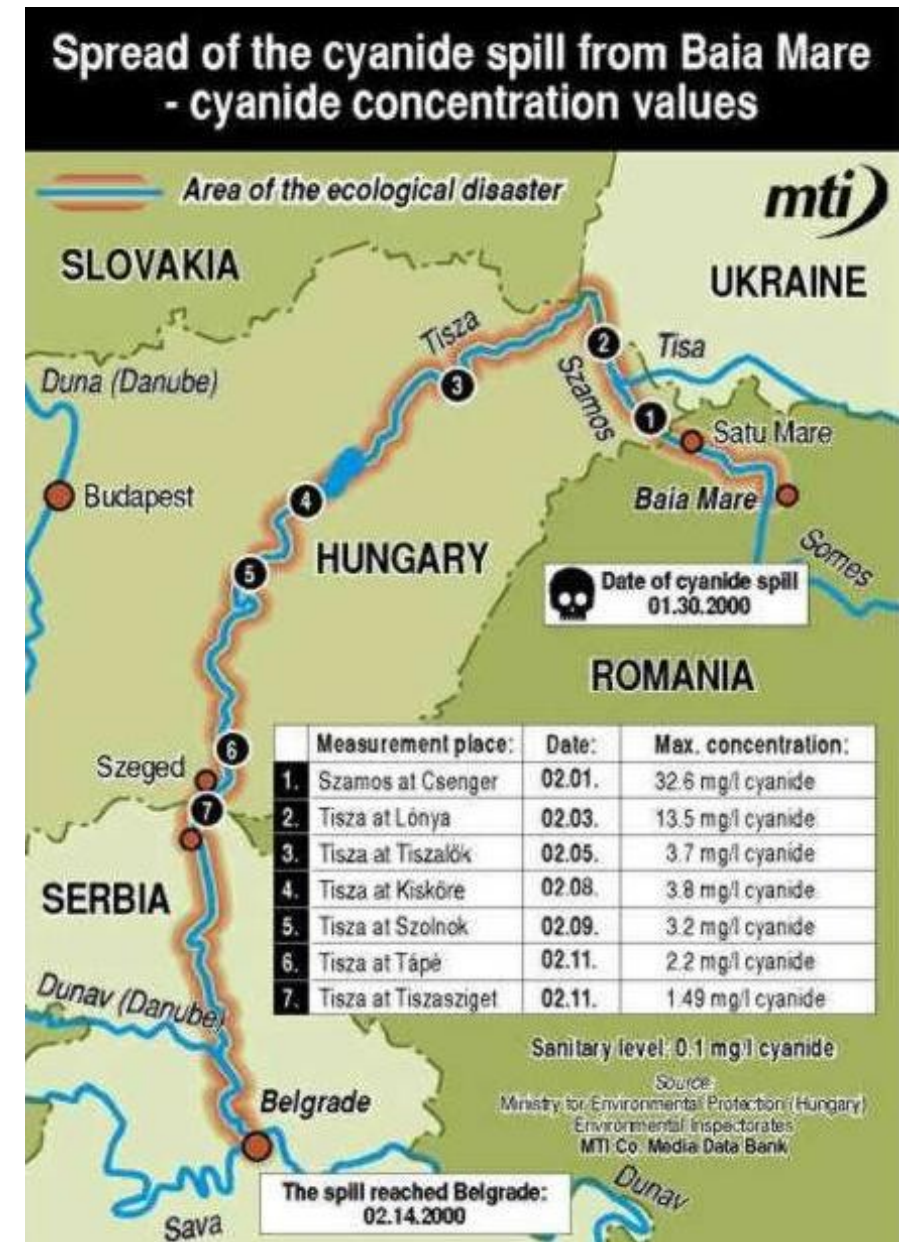 Spread of the cyanide spill from Baia Mare
- cyanide concentration values
Area of the ecological disaster
mti
SLOVAKIA
UKRAINE
Tisza
Tisa
Duna (Danube)
Szamos
Satu Mare
Budapest
Baia Mare
Somes
HUNGARY
Date of cyanide spill
01.30.2000
ROMANIA
Szeged
SERBIA
Dunav (Danube)
Belgrade
Sava
Dunav
The spill reached Belgrade:
02.14.2000
1
2
3
4
5
6
7
Measurement place: Date: Max. concentration:
1. Szamos at Csenger 02.01. 32.6 mg/l cyanide
2. Tisza at Lónya 02.03. 13.5 mg/l cyanide
3. Tisza at Tiszalök 02.05. 3.7 mg/l cyanide
4. Tisza at Kisköre 02.08. 3.8 mg/l cyanide
5. Tisza at Szolnok 02.09. 3.2 mg/l cyanide
6. Tisza at Tápé 02.11. 2.2 mg/l cyanide
7. Tisza at Tiszasziget 02.11. 1.49 mg/l cyanide
Sanitary level: 0.1 mg/l cyanide
Source:
Ministry for Environmental Protection (Hungary)
Environmental Inspectorates
MTI Co. Media Data Bank